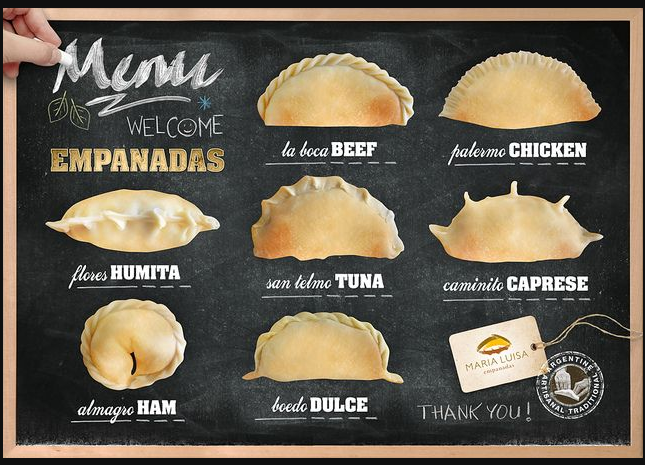 Menu
WELCOME
EMPANADAS
la boca BEEF
palermo CHICKEN
flores HUMITA
san telmo TUNA
caminito CAPRESE
almagro HAM
boedo DULCE
MARIA LUISA
empanadas
ARGENTINE
ARTISANAL TRADITIONAL
THANK YOU!